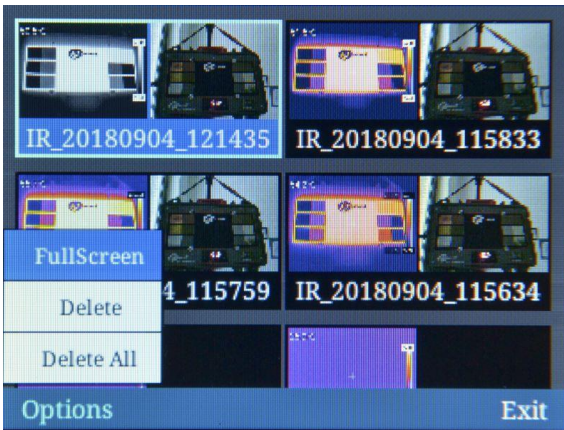 IR_20180904_121435
IR_20180904_115833
4_115759
IR_20180904_115634
FullScreen
Delete
Delete All
Options
Exit